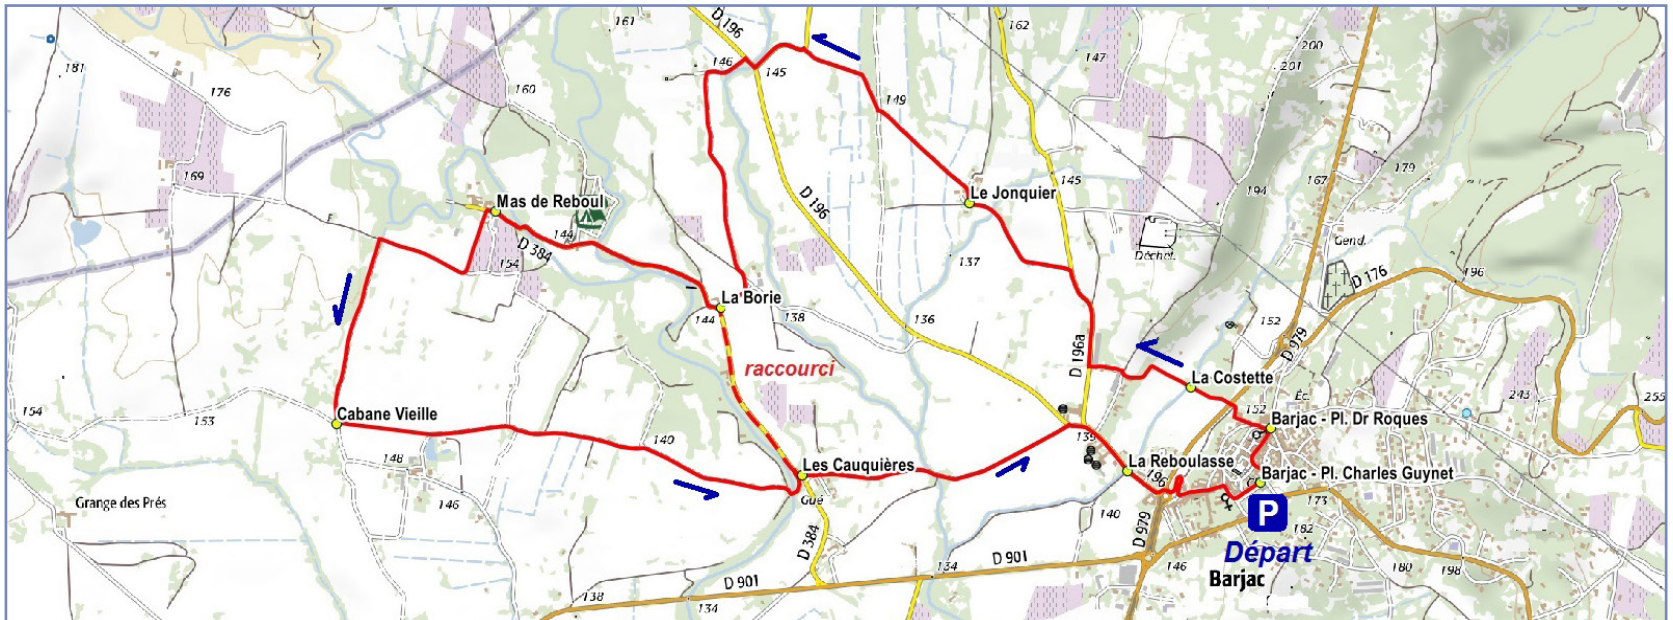 D 196
161
162
147
200
201
181
176
160
146
145
149
179
167
194
145
169
Mas de Reboul
Le Jonquier
D 196
144
D 384
154
137
Déchet.
Gend.
D 176
196
La Borie
144
138
136
152
D 979
D 196a
raccourci
La Costette
Éc.
152
243
255
154
153
Cabane Vieille
Barjac - Pl. Dr Roques
139
140
148
146
Les Cauquières
La Reboulasse
196
Barjac - Pl. Charles Guynet
Grange des Prés
Gué
D 384
140
D 979
173
P
182
Départ
Barjac
D 901
D 901
134
146
180
198
138
134